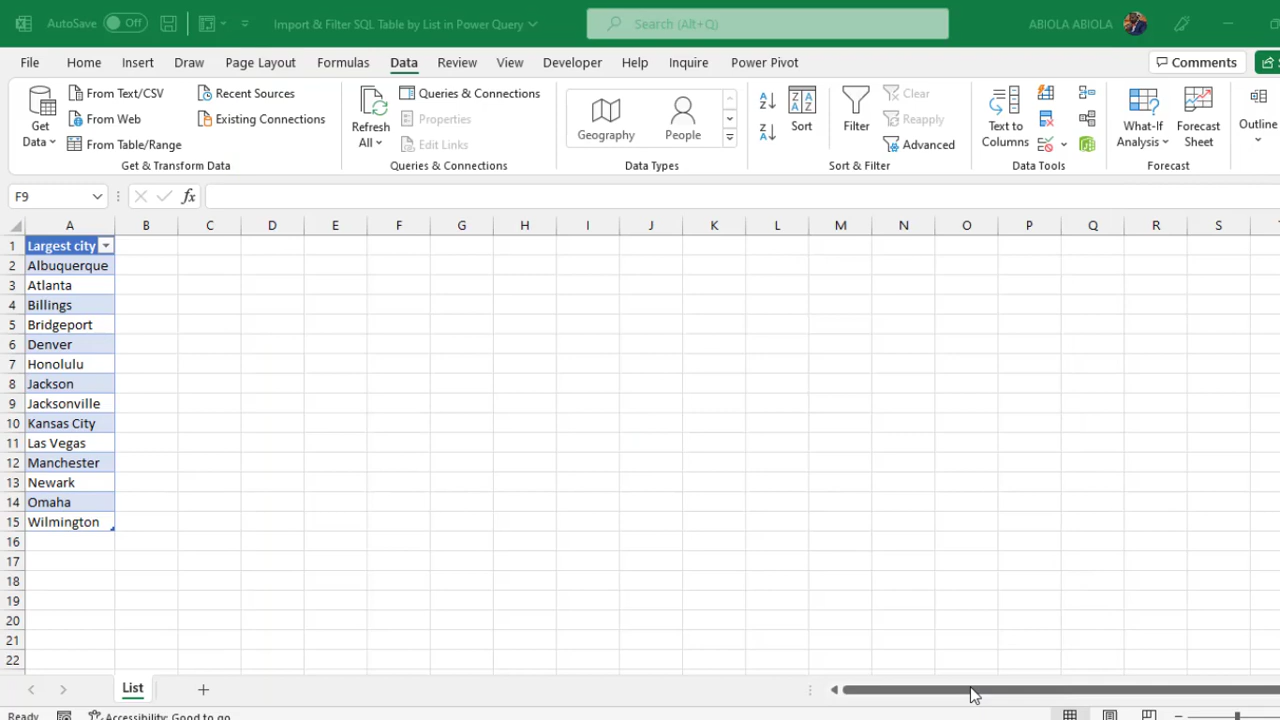 AutoSave Off Import & Filter SQL Table by List in Power Query Search (Alt+Q) ABIOLA ABIOLA
File Home Insert Draw Page Layout Formulas Data Review View Developer Help Inquire Power Pivot Comments
Get Data
From Text/CSV
From Web
From Table/Range
Recent Sources
Existing Connections
Get & Transform Data
Refresh All
Queries & Connections
Properties
Edit Links
Queries & Connections
Geography People
Data Types
Sort
Filter
Clear
Reapply
Advanced
Sort & Filter
Text to Columns
Data Tools
What-If Analysis
Forecast Sheet
Forecast
Outline
F9 fx
A B C D E F G H I J K L M N O P Q R S
1 Largest city
2 Albuquerque
3 Atlanta
4 Billings
5 Bridgeport
6 Denver
7 Honolulu
8 Jackson
9 Jacksonville
10 Kansas City
11 Las Vegas
12 Manchester
13 Newark
14 Omaha
15 Wilmington
16
17
18
19
20
21
22
List
Ready Accessibility: Good to go